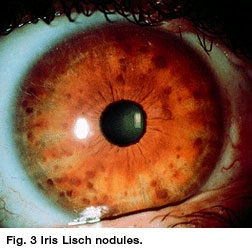 Fig. 3 Iris Lisch nodules.